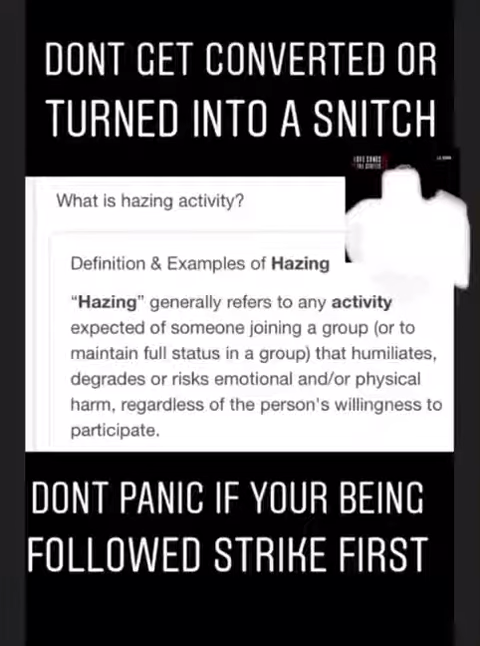 DONT GET CONVERTED OR
TURNED INTO A SNITCH
What is hazing activity?
Definition & Examples of Hazing
“Hazing” generally refers to any activity
expected of someone joining a group (or to
maintain full status in a group) that humiliates,
degrades or risks emotional and/or physical
harm, regardless of the person's willingness to
participate.
DONT PANIC IF YOUR BEING
FOLLOWED STRIKE FIRST